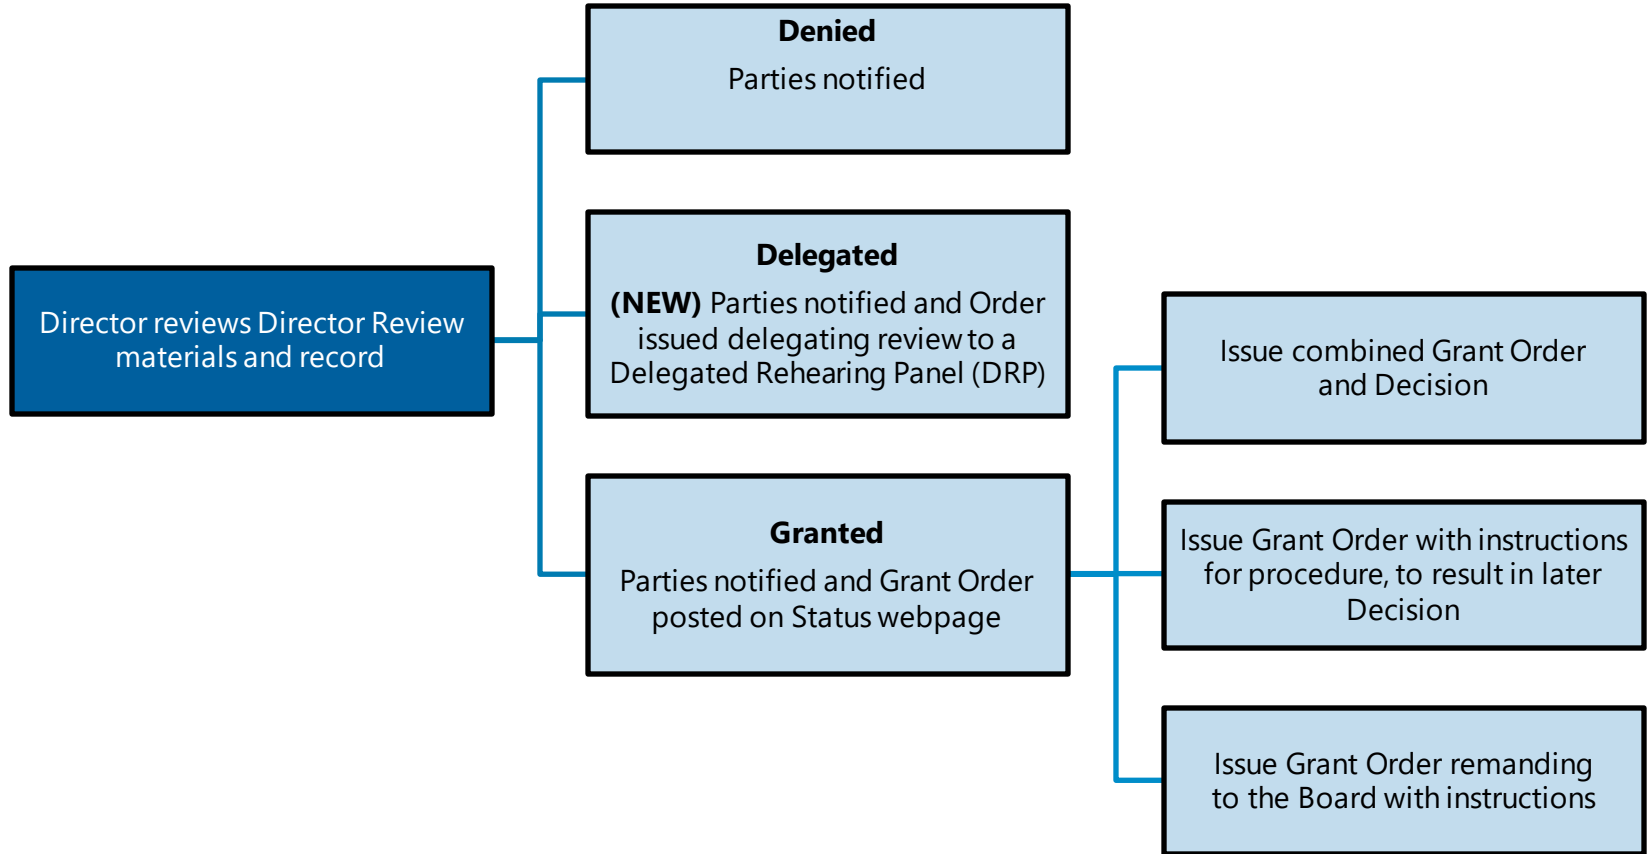 Director reviews Director Review
materials and record
Denied
Parties notified
Delegated
(NEW) Parties notified and Order
issued delegating review to a
Delegated Rehearing Panel (DRP)
Granted
Parties notified and Grant Order
posted on Status webpage
Issue combined Grant Order
and Decision
Issue Grant Order with instructions
for procedure, to result in later
Decision
Issue Grant Order remanding
to the Board with instructions